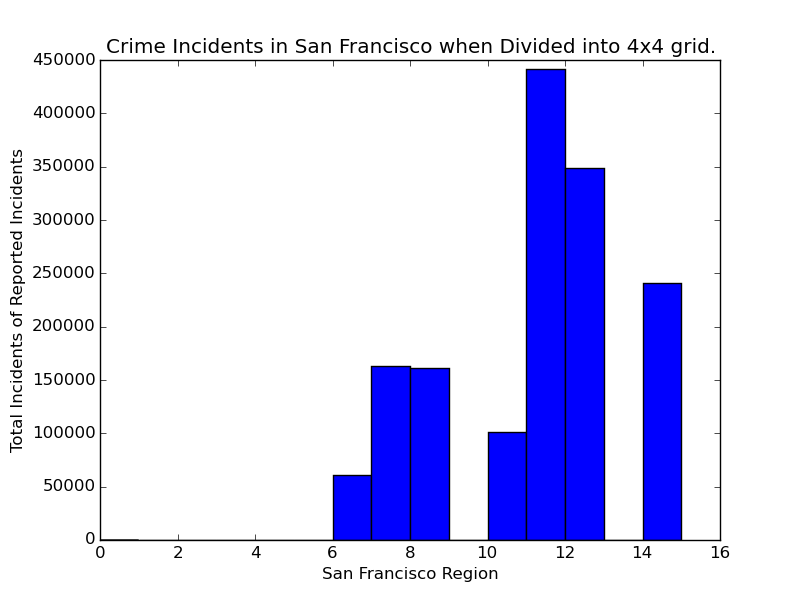 Crime Incidents in San Francisco when Divided into 4x4 grid.
450000
400000
350000
300000
250000
200000
150000
100000
50000
0
Total Incidents of Reported Incidents
0 2 4 6 8 10 12 14 16
San Francisco Region